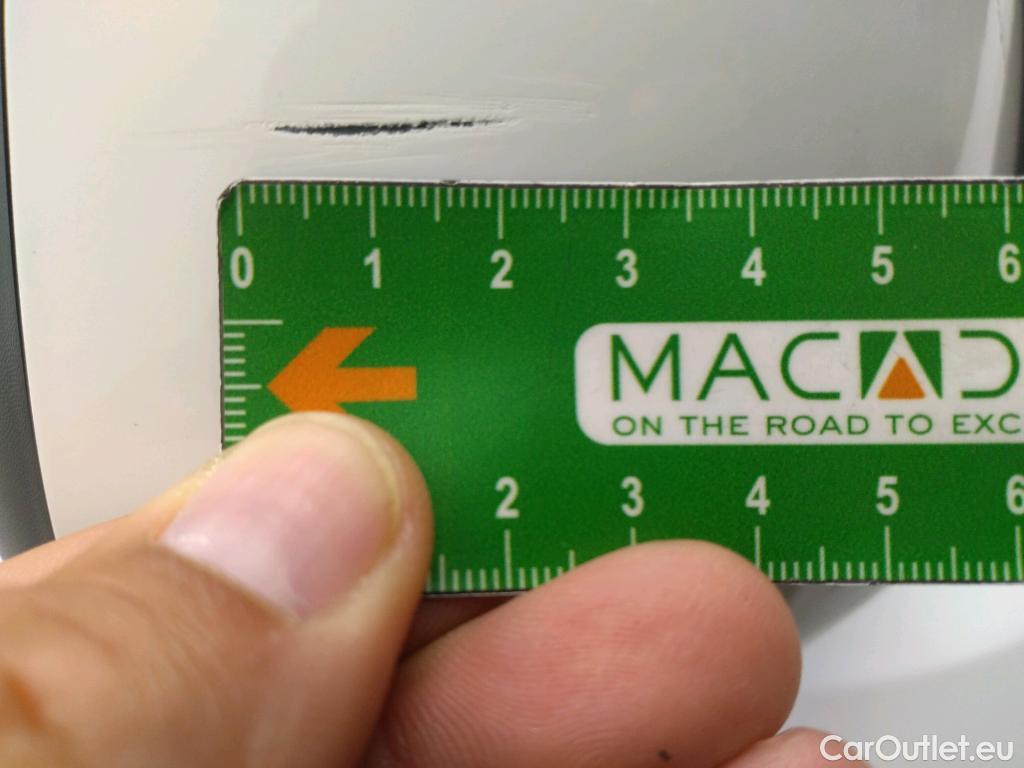 0 1 2 3 4 5 6
MACAD
ON THE ROAD TO EXC
2 3 4 5 6
CarOutlet.eu